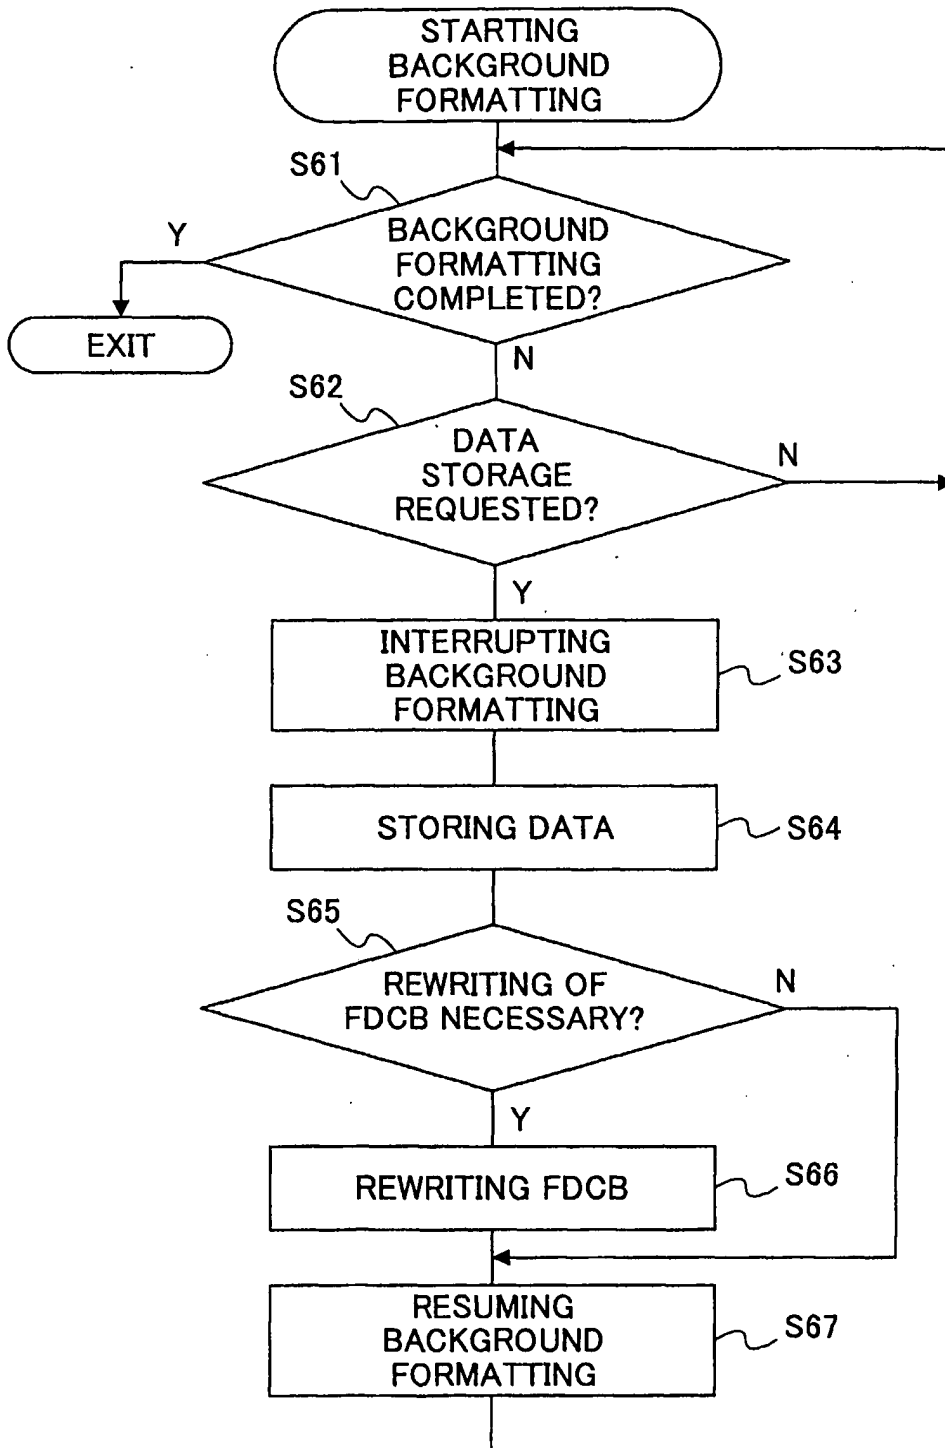 STARTING
BACKGROUND
FORMATTING
S61
Y
BACKGROUND
FORMATTING
COMPLETED?
EXIT
N
S62
DATA
STORAGE
REQUESTED?
N
Y
INTERRUPTING
BACKGROUND
FORMATTING
S63
STORING DATA
S64
S65
REWRITING OF
FDCB NECESSARY?
N
Y
REWRITING FDCB
S66
RESUMING
BACKGROUND
FORMATTING
S67